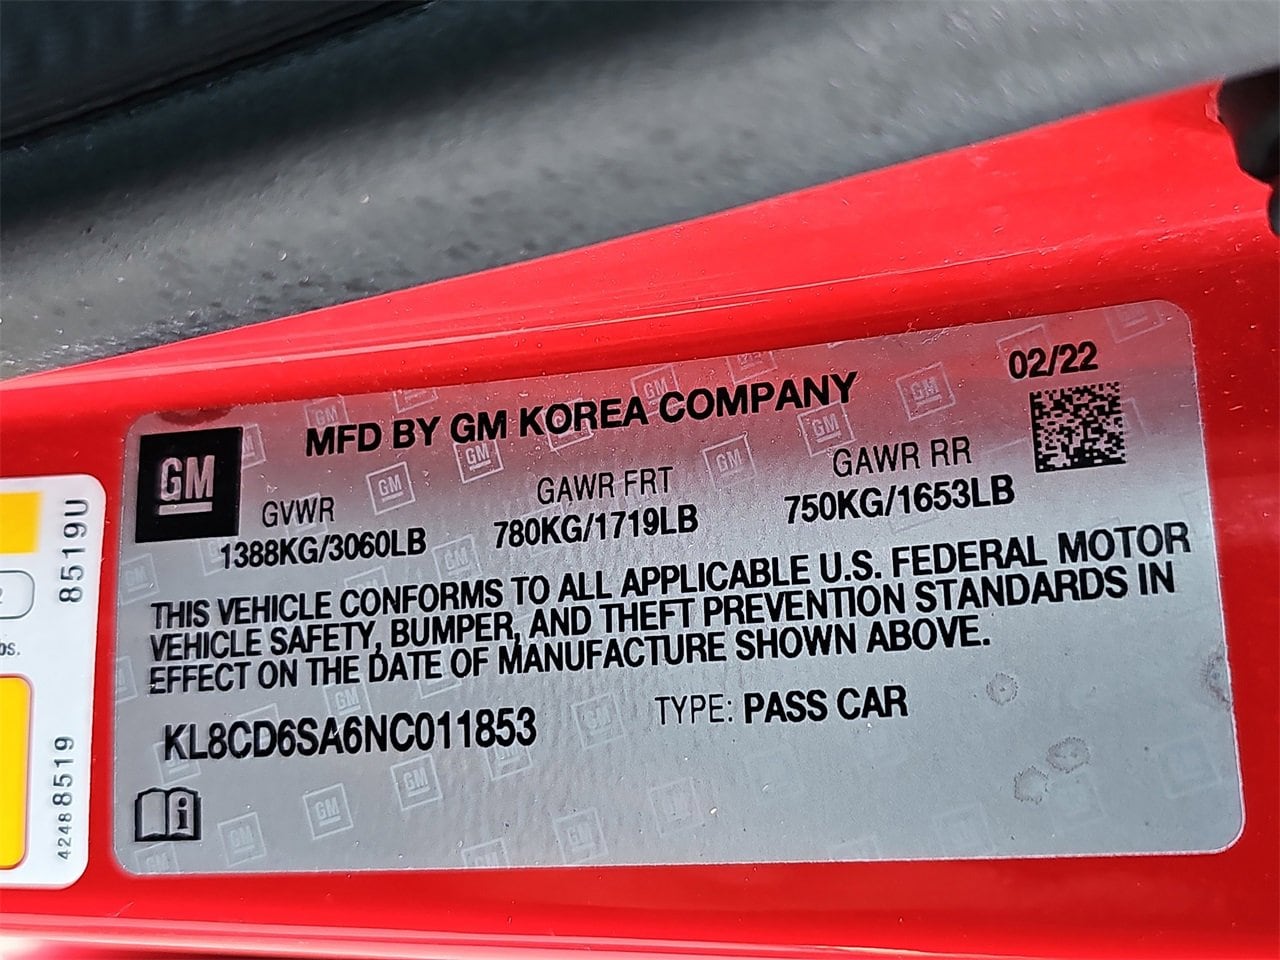 GM
MFD BY GM KOREA COMPANY
02/22
GVWR
1388KG/3060LB
GAWR FRT
780KG/1719LB
GAWR RR
750KG/1653LB
THIS VEHICLE CONFORMS TO ALL APPLICABLE U.S. FEDERAL MOTOR
VEHICLE SAFETY, BUMPER, AND THEFT PREVENTION STANDARDS IN
EFFECT ON THE DATE OF MANUFACTURE SHOWN ABOVE.
KL8CD6SA6NC011853
TYPE: PASS CAR
i
8519U
42488519